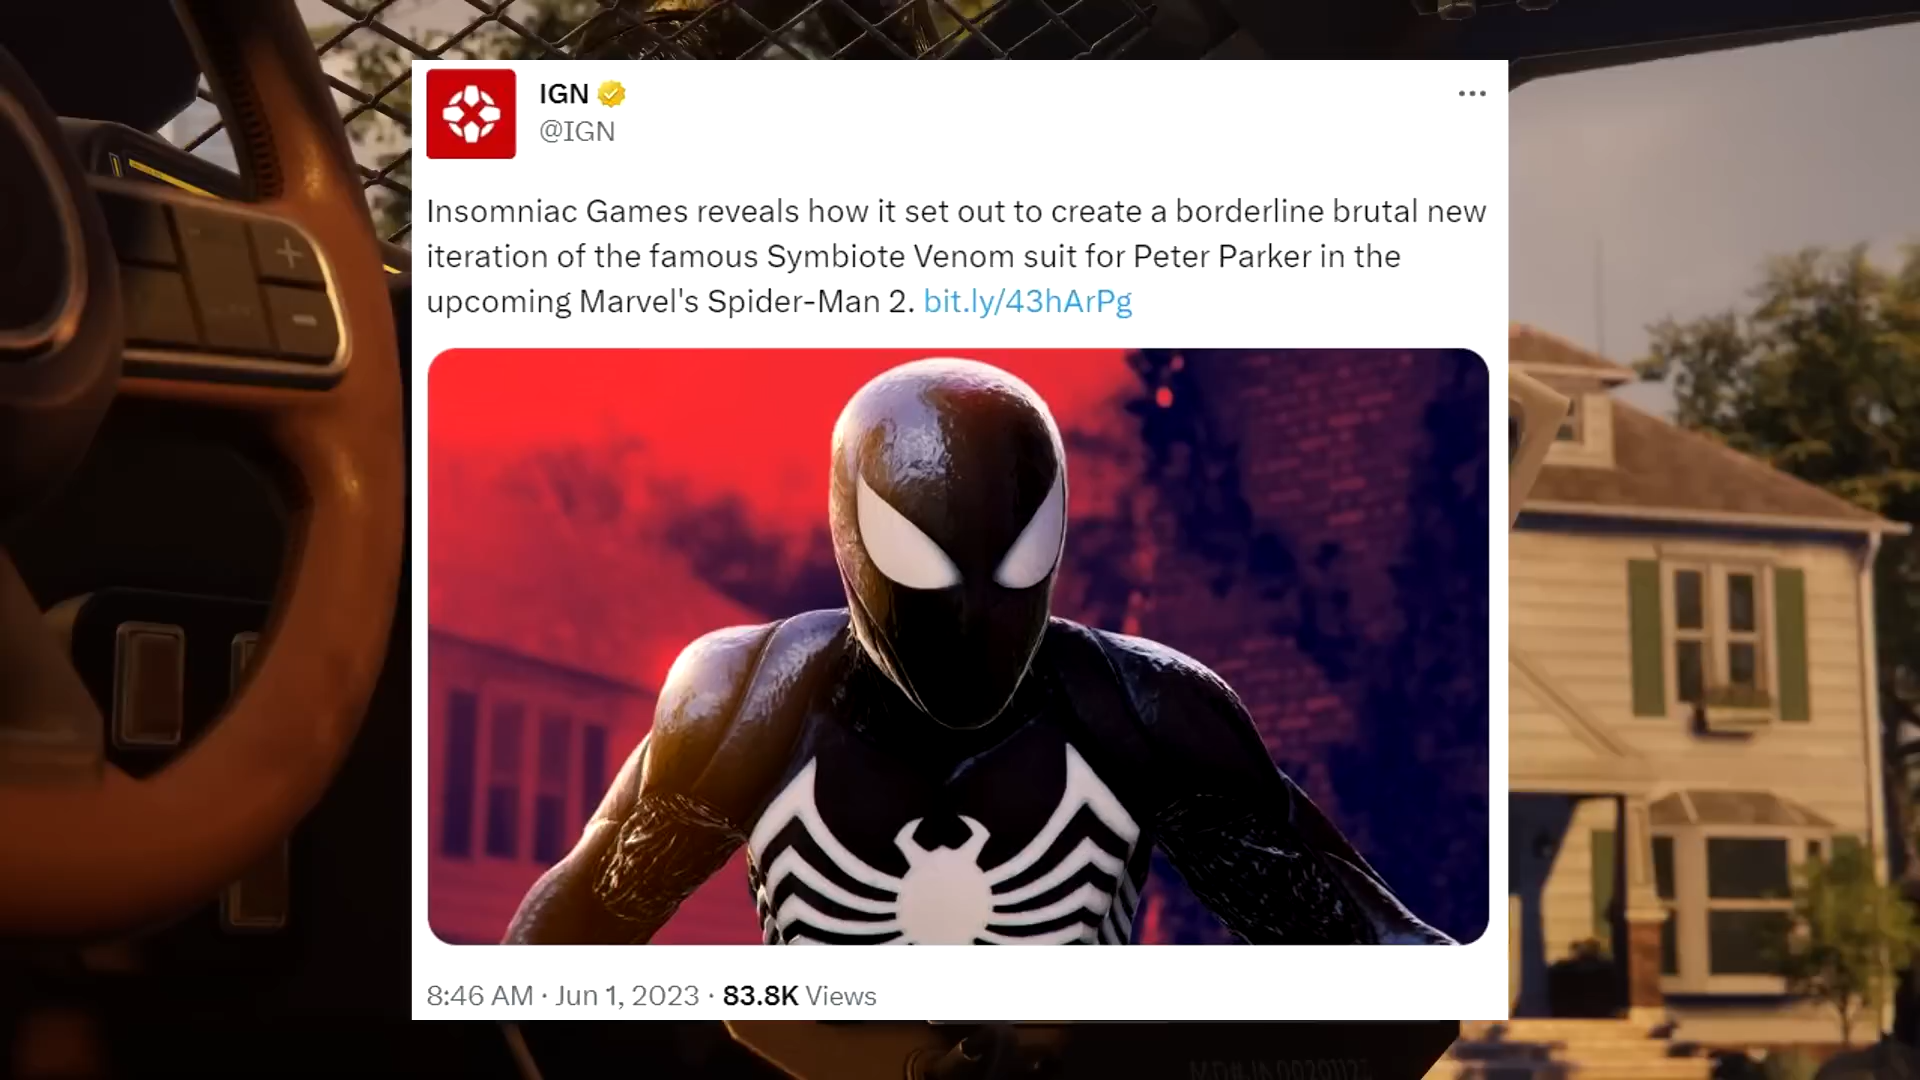 IGN
@IGN
Insomniac Games reveals how it set out to create a borderline brutal new
iteration of the famous Symbiote Venom suit for Peter Parker in the
upcoming Marvel's Spider-Man 2. bit.ly/43hArPg
8:46 AM · Jun 1, 2023 · 83.8K Views